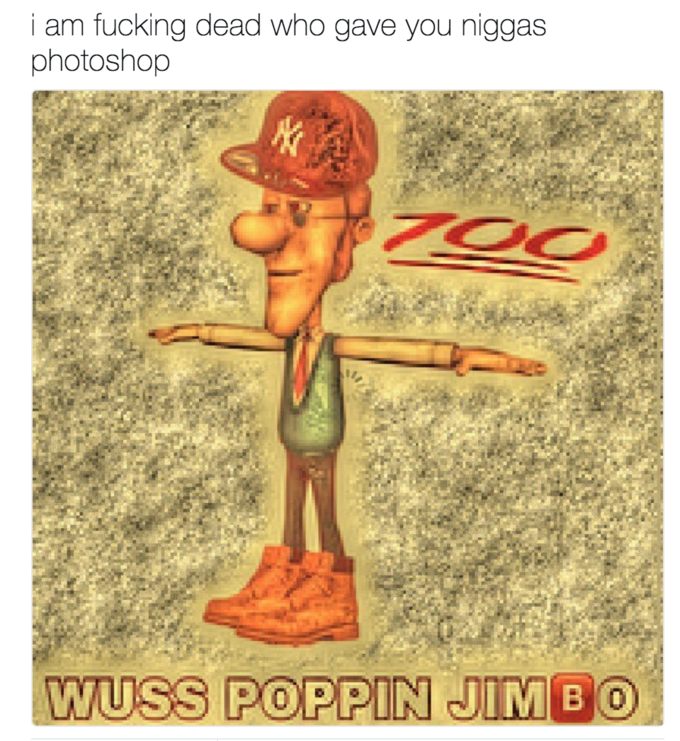 i am fucking dead who gave you niggas
photoshop
NY
100
WUSS POPPIN JIMBO